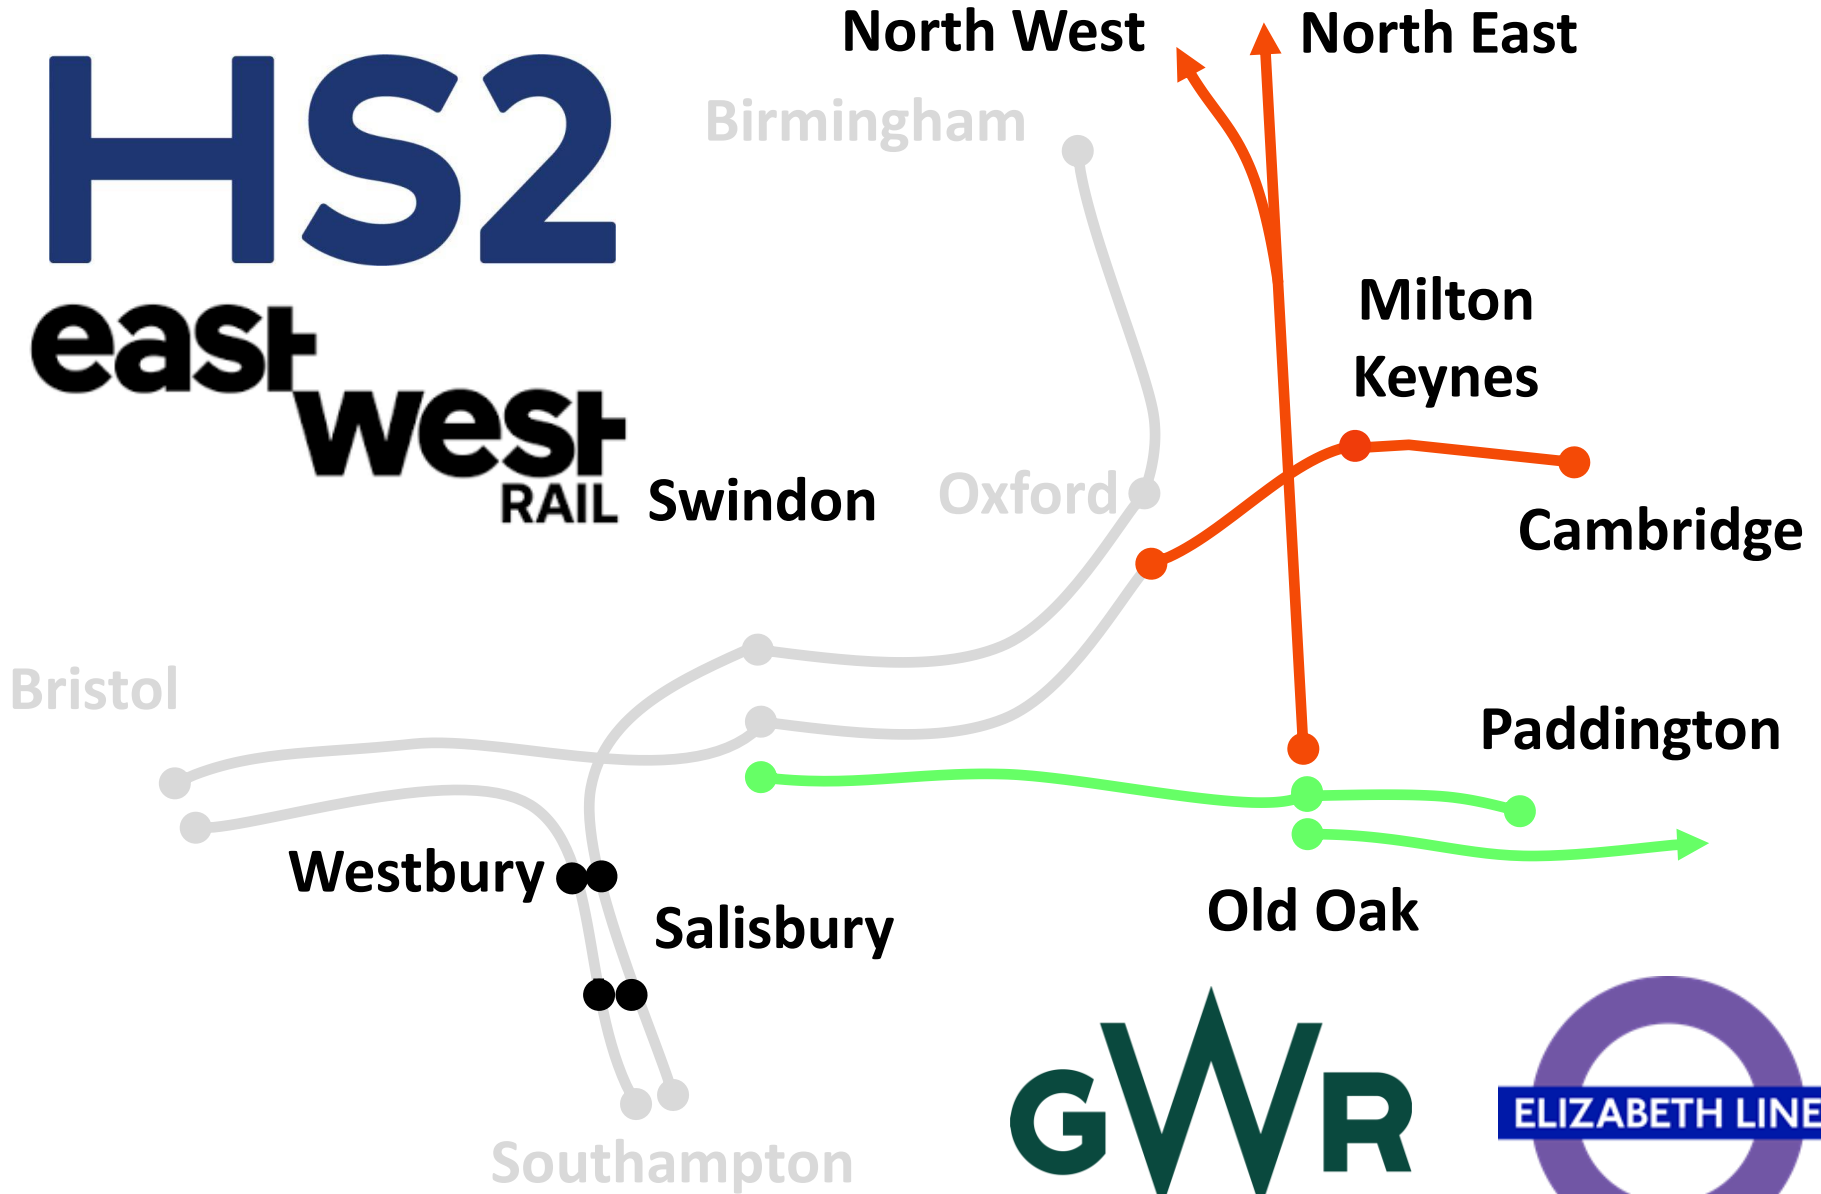 North West
North East
HS2
Birmingham
east
west
RAIL
Milton
Keynes
Swindon
Oxford
Cambridge
Bristol
Paddington
Westbury
Salisbury
Old Oak
GWR
ELIZABETH LINE
Southampton